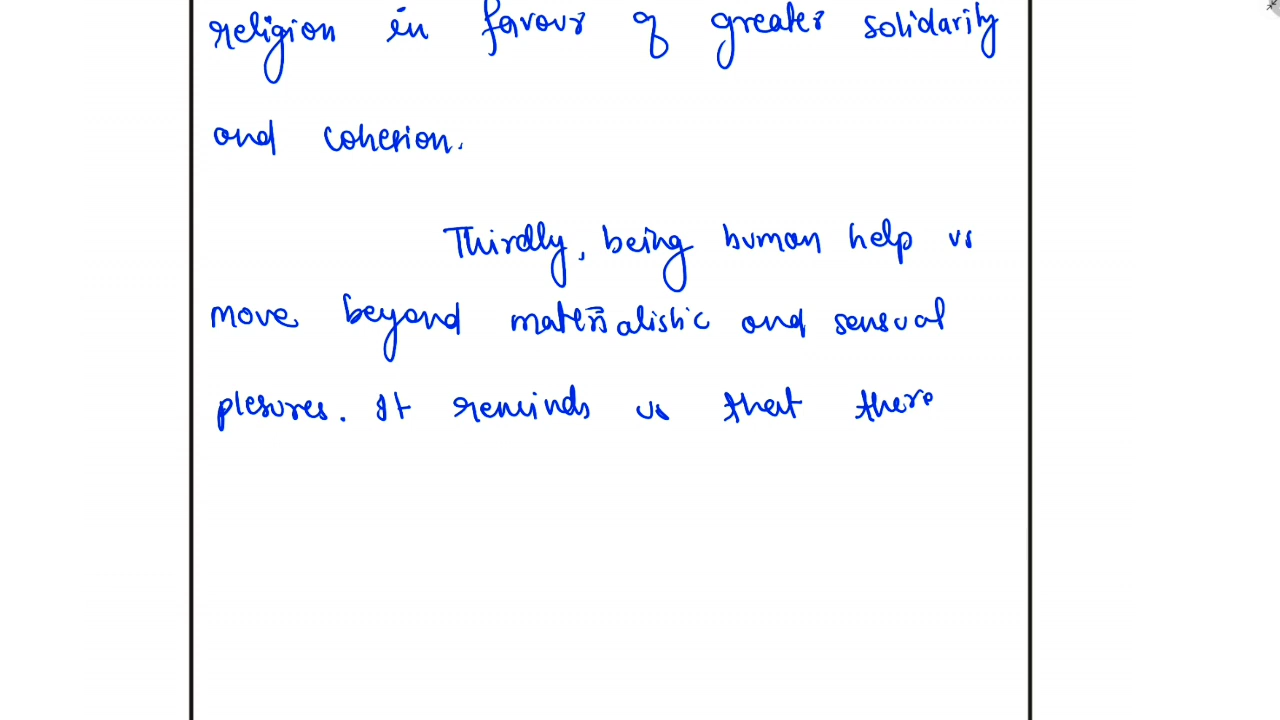 religion in favour of greater solidarity
and cohesion.
Thirdly, being human help us
move beyond materialistic and sensual
plesures. It reminds us that there